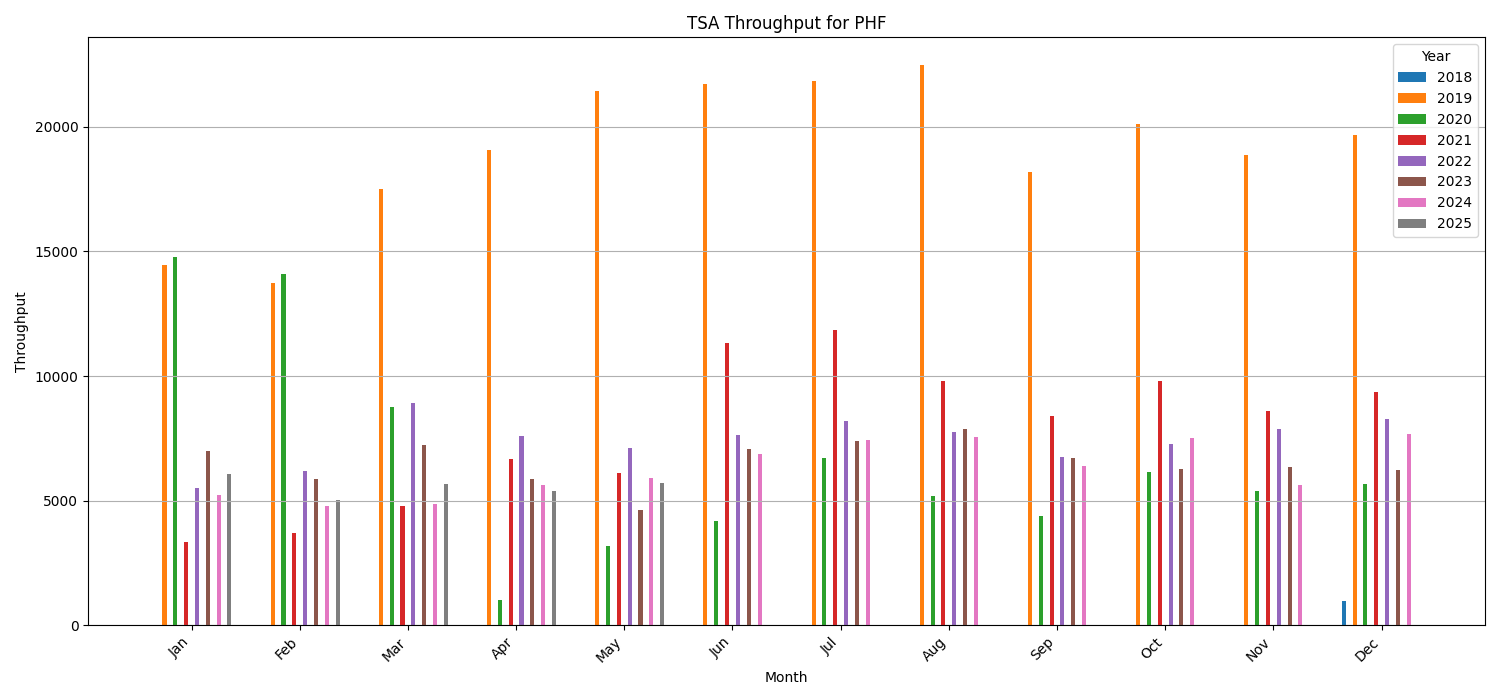 TSA Throughput for PHF
Throughput
20000
15000
10000
5000
0
Year
2018
2019
2020
2021
2022
2023
2024
2025
Jan
Feb
Mar
Apr
May
Jun
Jul
Aug
Sep
Oct
Nov
Dec
Month